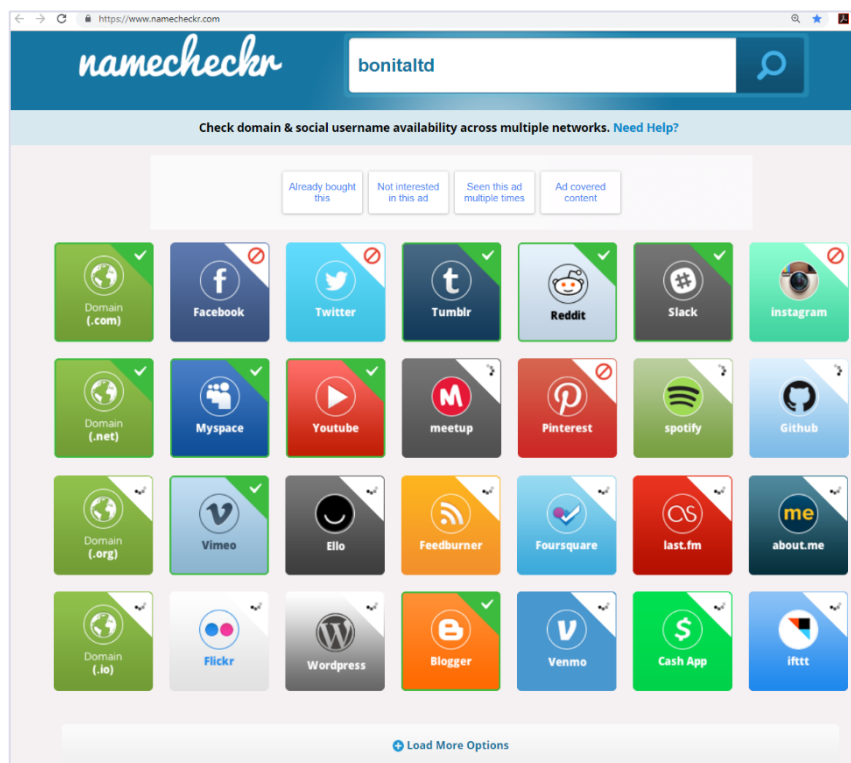 https://www.namecheckr.com
namecheckr
bonitaltd
Check domain & social username availability across multiple networks. Need Help?
Already bought this
Not interested in this ad
Seen this ad multiple times
Ad covered content
Domain (.com)
Facebook
Twitter
Tumblr
Reddit
Slack
instagram
Domain (.net)
Myspace
Youtube
meetup
Pinterest
spotify
Github
Domain (.org)
Vimeo
Ello
Feedburner
Foursquare
last.fm
me
about.me
Domain (.io)
Flickr
Wordpress
Blogger
Venmo
Cash App
ifttt
Load More Options